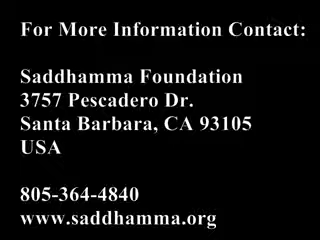 For More Information Contact:
Saddhamma Foundation
3757 Pescadero Dr.
Santa Barbara, CA 93105
USA
805-364-4840
www.saddhamma.org